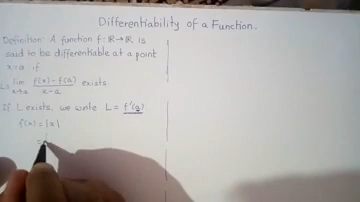 Differentiability of a Function.
Definition: A function f: ℝ→ℝ is
said to be differentiable at a point
x=a if
L= lim x→a f(x)-f(a)/x-a exists
If L exists, we write L = f'(a)
f(x) = |x|
=